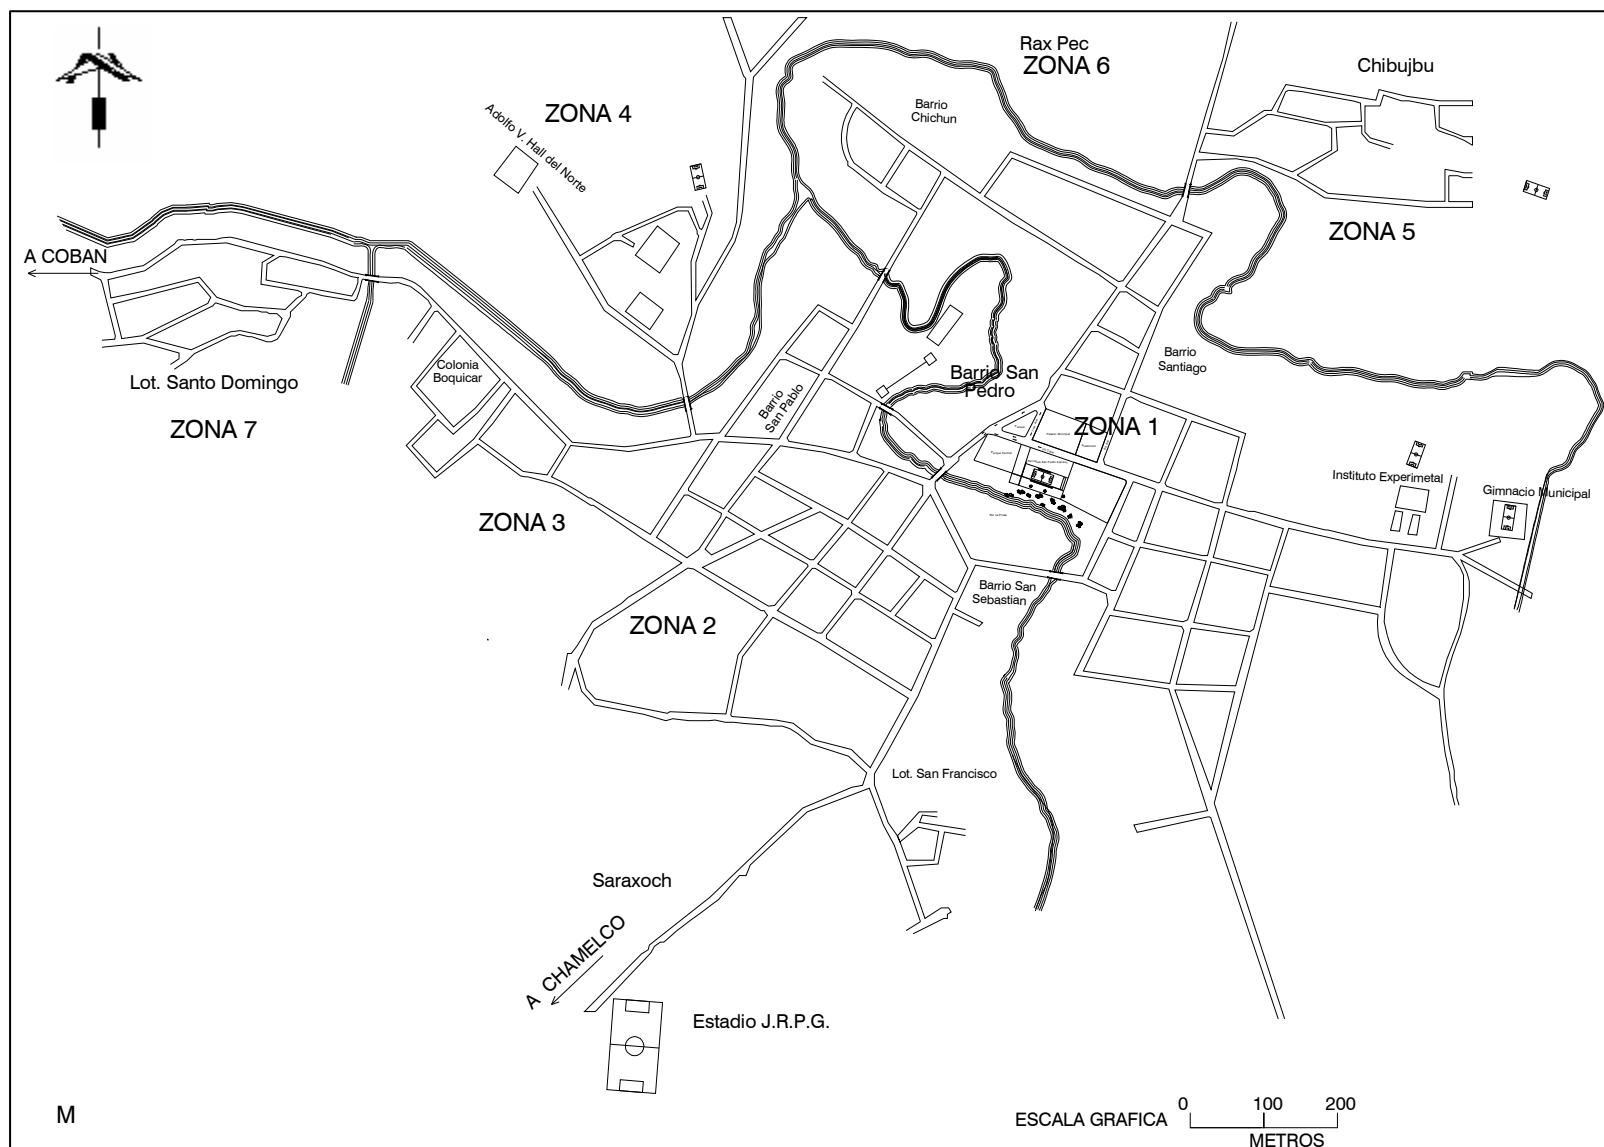 Rax Pec
ZONA 6
Chibujbu
ZONA 4
Adolfo V. Hall del Norte
Barrio
Chichun
ZONA 5
A COBAN
Barrio
Santiago
Colonia
Boquicar
Barrio San
Pedro
Lot. Santo Domingo
Barrio
San Pablo
ZONA 7
ZONA 1
Instituto Experimetal
Gimnacio Municipal
ZONA 3
Barrio San
Sebastian
ZONA 2
Lot. San Francisco
Saraxoch
A CHAMELCO
Estadio J.R.P.G.
M
ESCALA GRAFICA
0 100 200
METROS